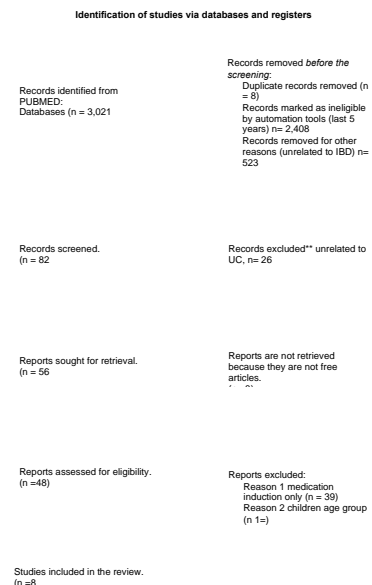 Identification of studies via databases and registers
Records identified from
PUBMED:
Databases (n = 3,021
Records removed before the
screening:
Duplicate records removed (n
= 8)
Records marked as ineligible
by automation tools (last 5
years) n= 2,408
Records removed for other
reasons (unrelated to IBD) n=
523
Records screened.
(n = 82
Records excluded** unrelated to
UC, n= 26
Reports sought for retrieval.
(n = 56
Reports are not retrieved
because they are not free
articles.
Reports assessed for eligibility.
(n =48)
Reports excluded:
Reason 1 medication
induction only (n = 39)
Reason 2 children age group
(n 1=)
Studies included in the review.
(n =8